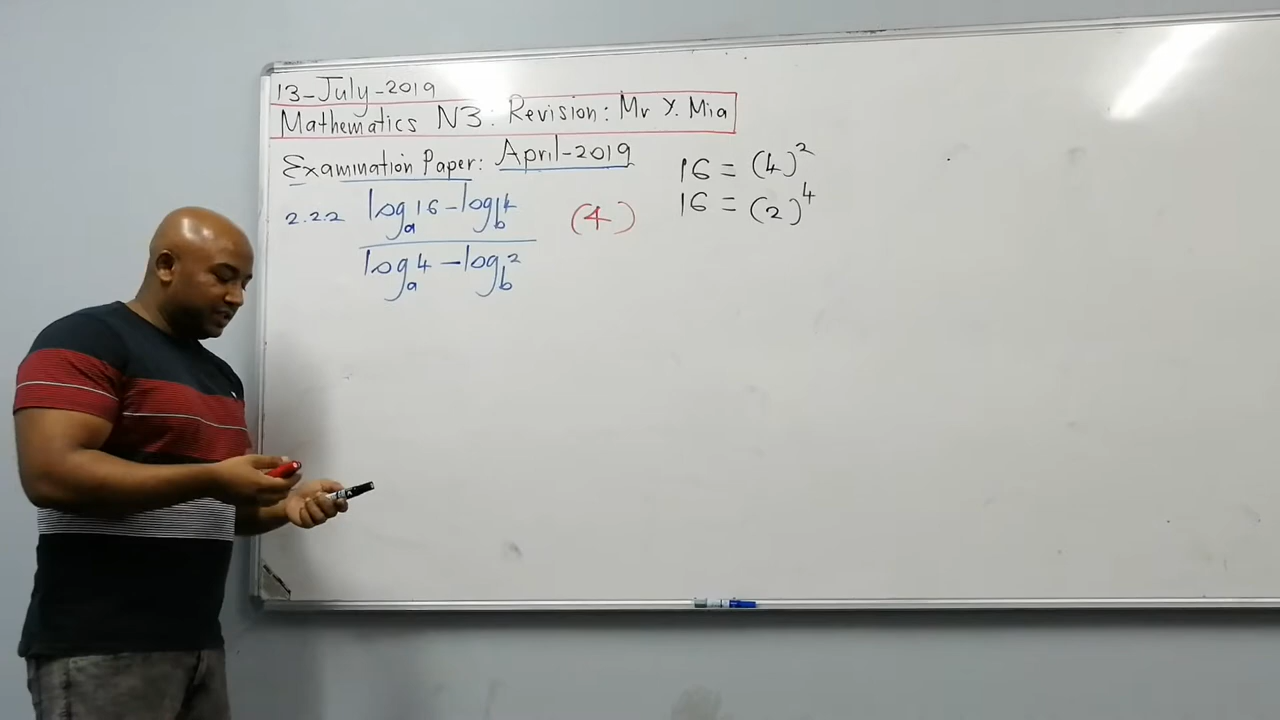 13-July-2019
Mathematics N3: Revision: Mr Y. Mia
Examination Paper: April-2019
2.2.2 (log_a 16 - log_b 4) / (log_a 4 - log_b 2) (4)
16 = (4)^2
16 = (2)^4